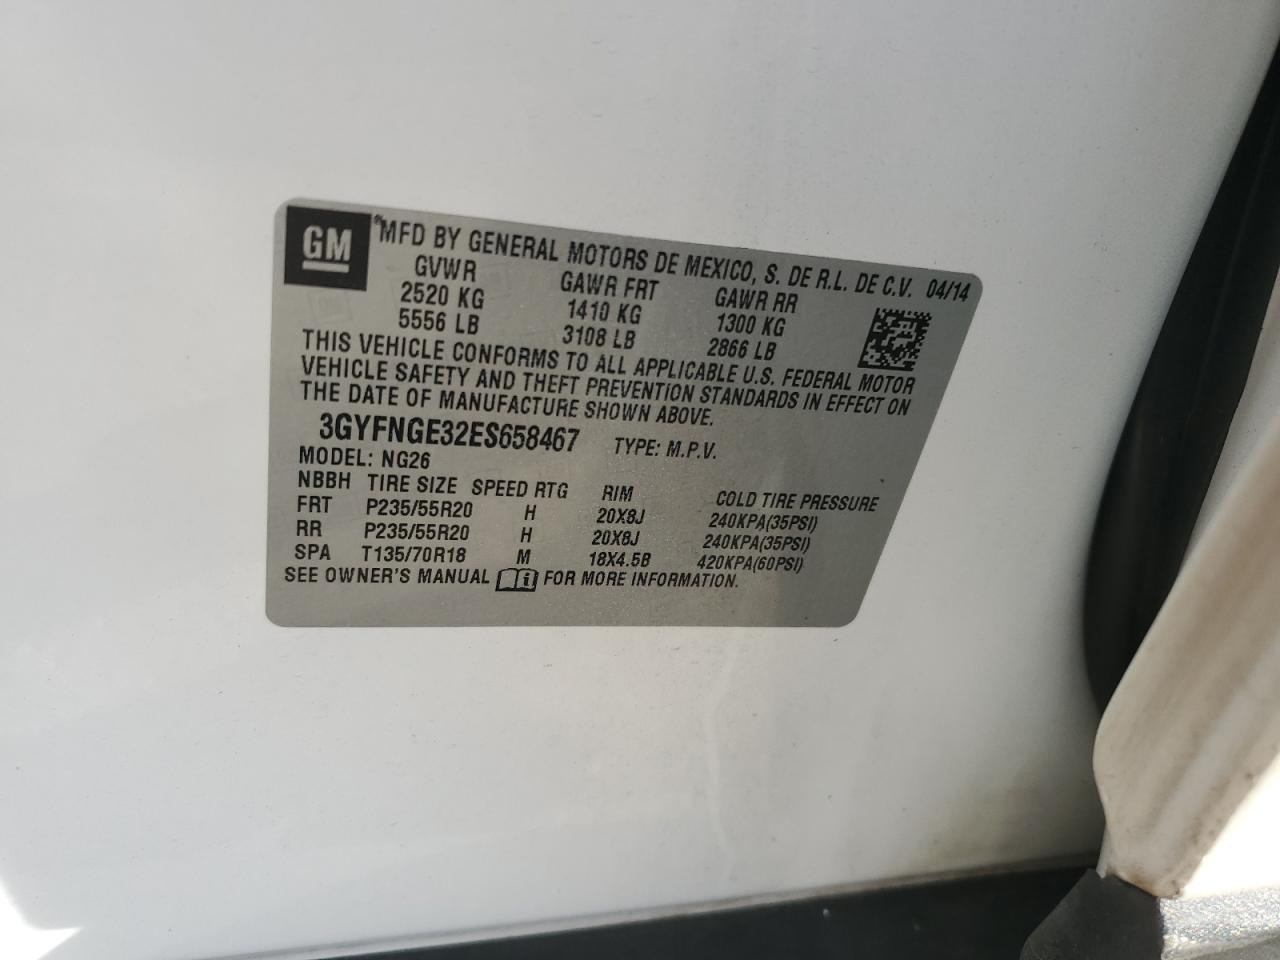 GM ® MFD BY GENERAL MOTORS DE MEXICO, S. DE R.L. DE C.V. 04/14
GVWR GAWR FRT GAWR RR
2520 KG 1410 KG 1300 KG
5556 LB 3108 LB 2866 LB
THIS VEHICLE CONFORMS TO ALL APPLICABLE U.S. FEDERAL MOTOR
VEHICLE SAFETY AND THEFT PREVENTION STANDARDS IN EFFECT ON
THE DATE OF MANUFACTURE SHOWN ABOVE.
3GYFNGE32ES658467 TYPE: M.P.V.
MODEL: NG26
NBBH TIRE SIZE SPEED RTG RIM COLD TIRE PRESSURE
FRT P235/55R20 H 20X8J 240KPA(35PSI)
RR P235/55R20 H 20X8J 240KPA(35PSI)
SPA T135/70R18 M 18X4.5B 420KPA(60PSI)
SEE OWNER'S MANUAL i FOR MORE INFORMATION.